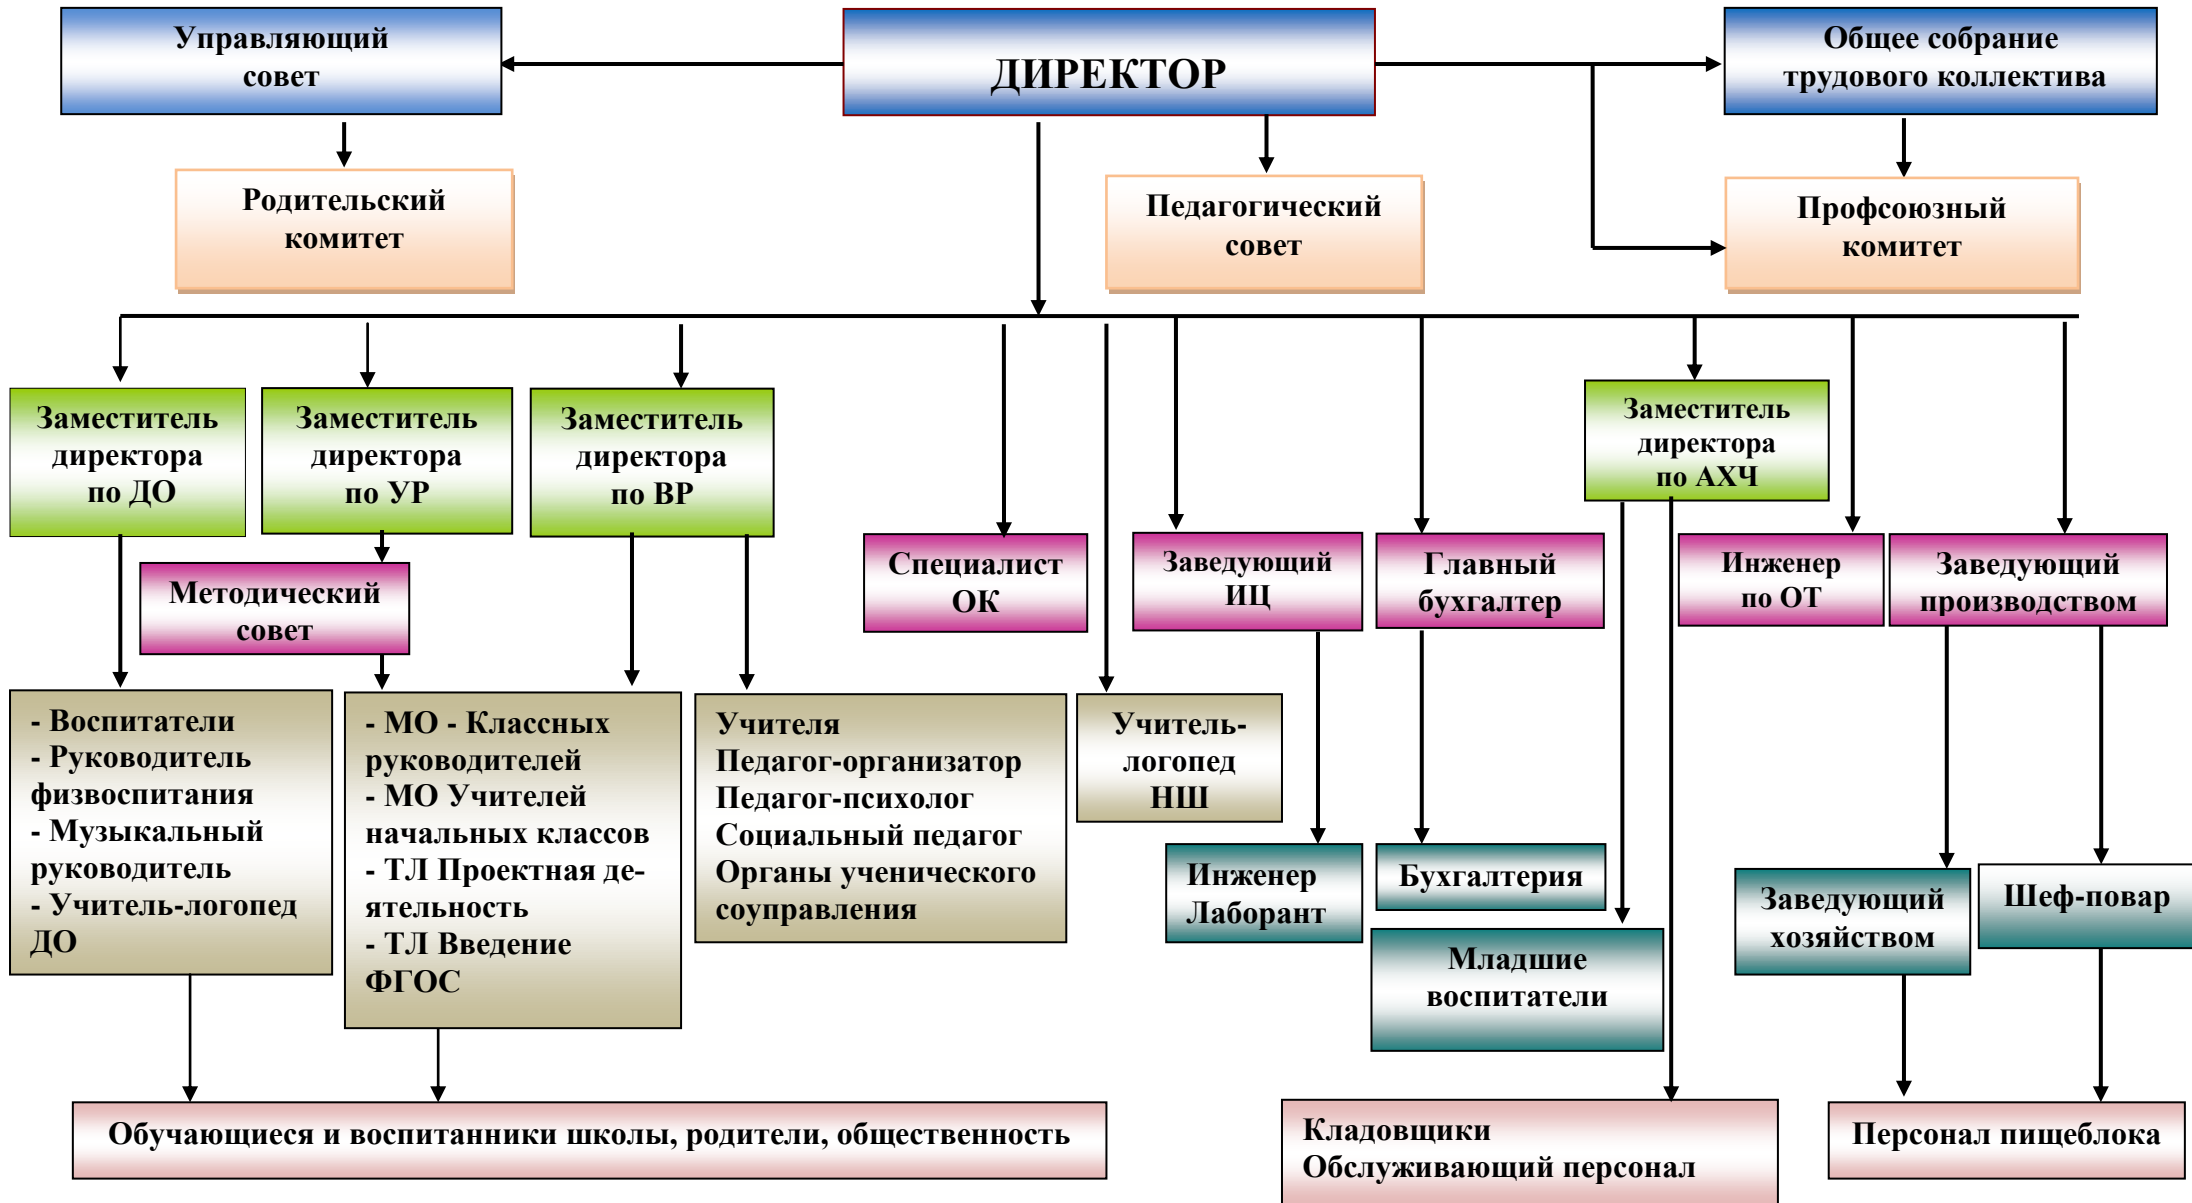 Управляющий
совет
ДИРЕКТОР
Общее собрание
трудового коллектива
Родительский
комитет
Педагогический
совет
Профсоюзный
комитет
Заместитель
директора
по ДО
Заместитель
директора
по УР
Заместитель
директора
по ВР
Заместитель
директора
по АХЧ
Методический
совет
Специалист
ОК
Заведующий
ИЦ
Главный
бухгалтер
Инженер
по ОТ
Заведующий
производством
- Воспитатели
- Руководитель
физвоспитания
- Музыкальный
руководитель
- Учитель-логопед
ДО
- МО - Классных
руководителей
- МО Учителей
начальных классов
- ТЛ Проектная де-
ятельность
- ТЛ Введение
ФГОС
Учителя
Педагог-организатор
Педагог-психолог
Социальный педагог
Органы ученического
соуправления
Учитель-
логопед
НШ
Инженер
Лаборант
Бухгалтерия
Младшие
воспитатели
Заведующий
хозяйством
Шеф-повар
Обучающиеся и воспитанники школы, родители, общественность
Кладовщики
Обслуживающий персонал
Персонал пищеблока